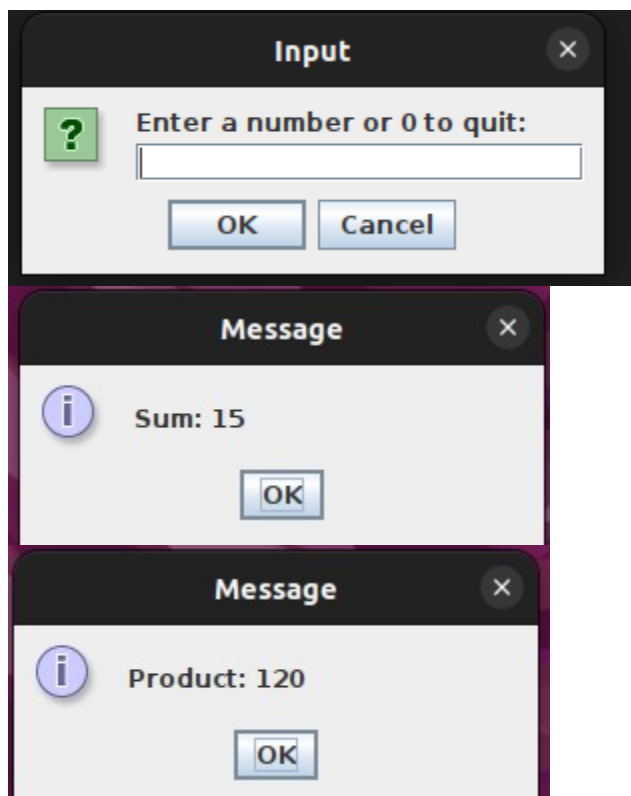 Input
Enter a number or 0 to quit:
OK Cancel
Message
Sum: 15
OK
Message
Product: 120
OK